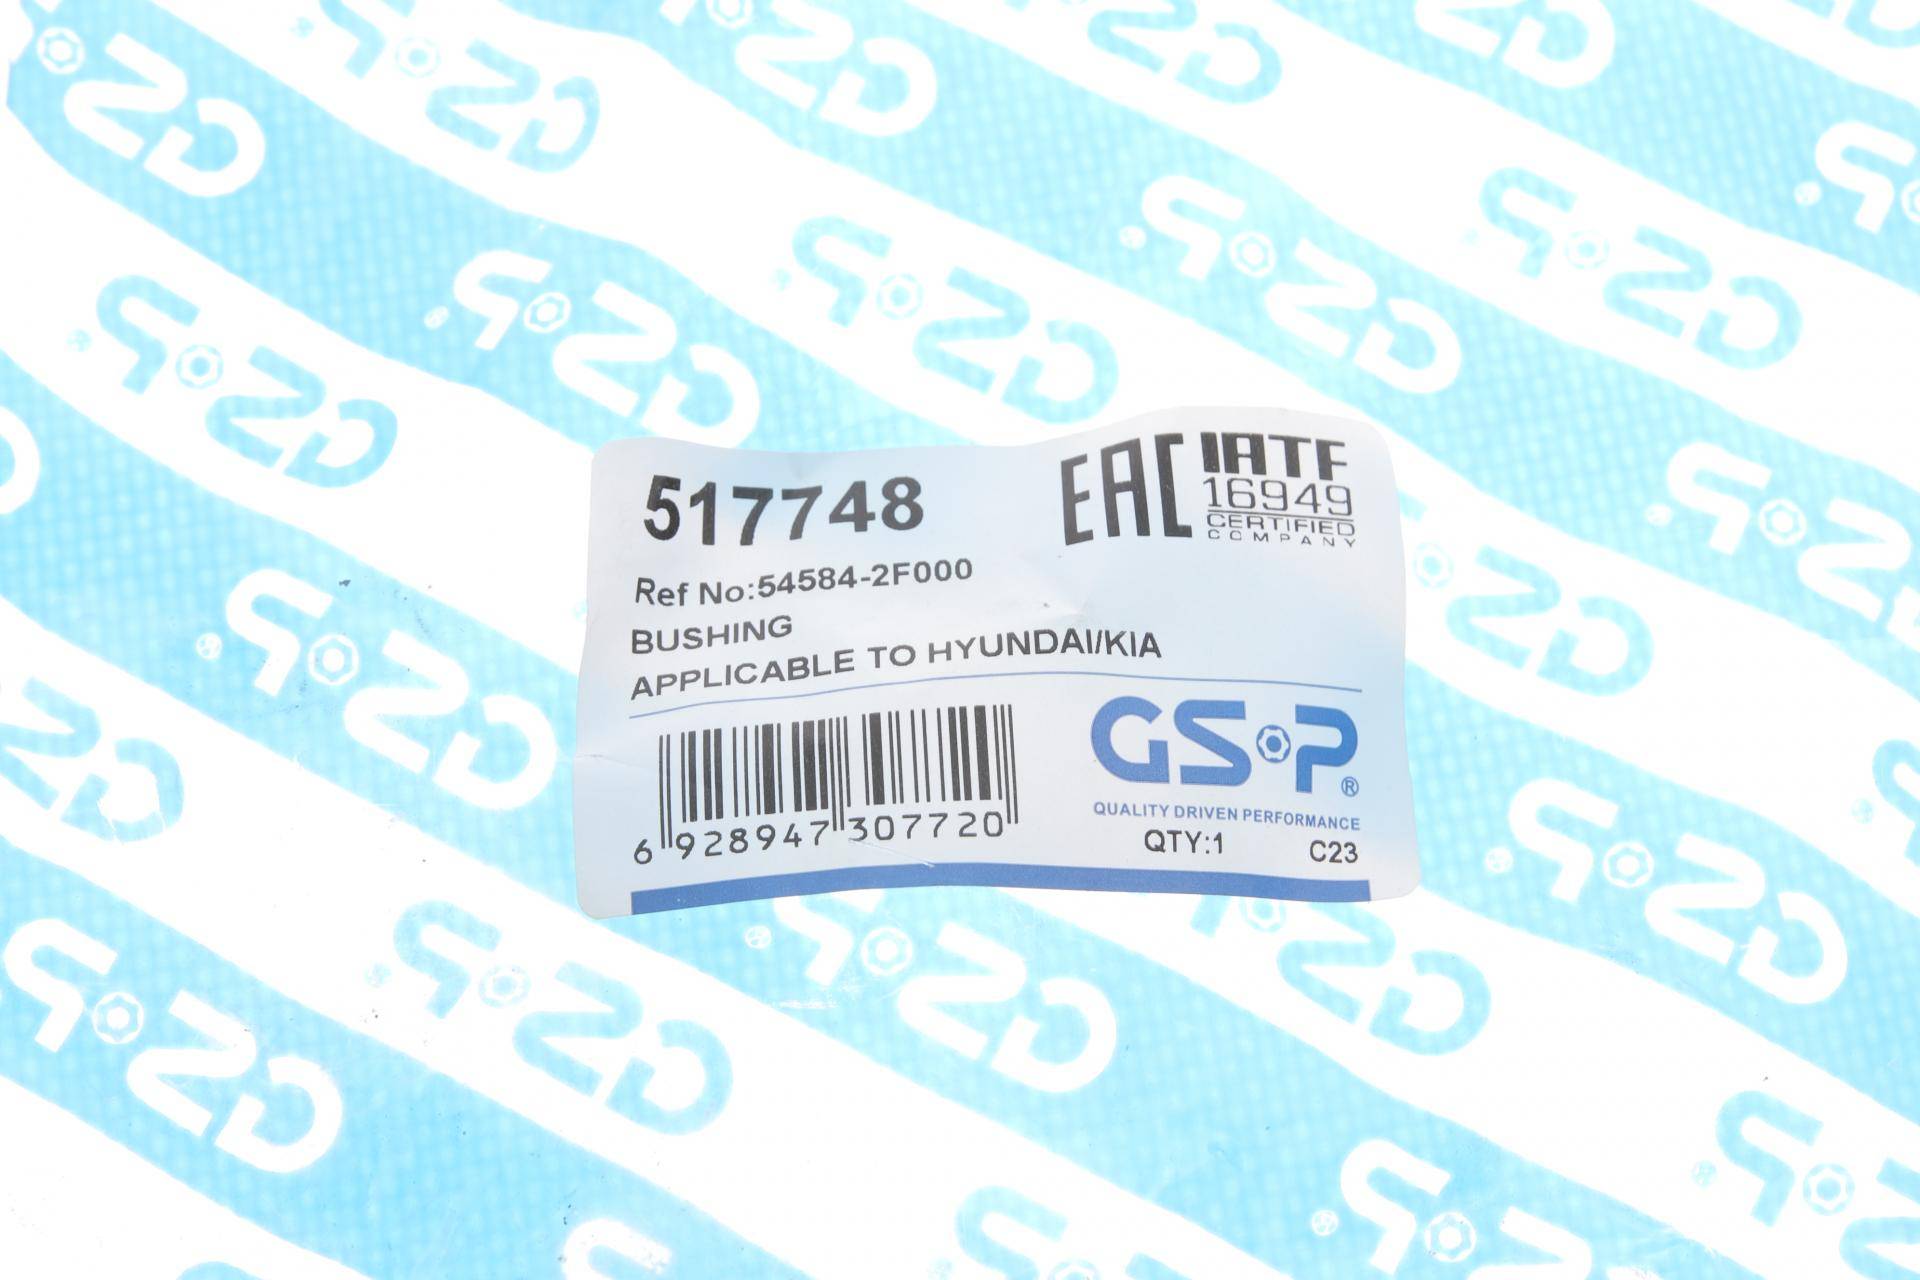 517748
EAC
IATF
16949
CERTIFIED
COMPANY
Ref No:54584-2F000
BUSHING
APPLICABLE TO HYUNDAI/KIA
6 928947 307720
GSP®
QUALITY DRIVEN PERFORMANCE
QTY:1 C23